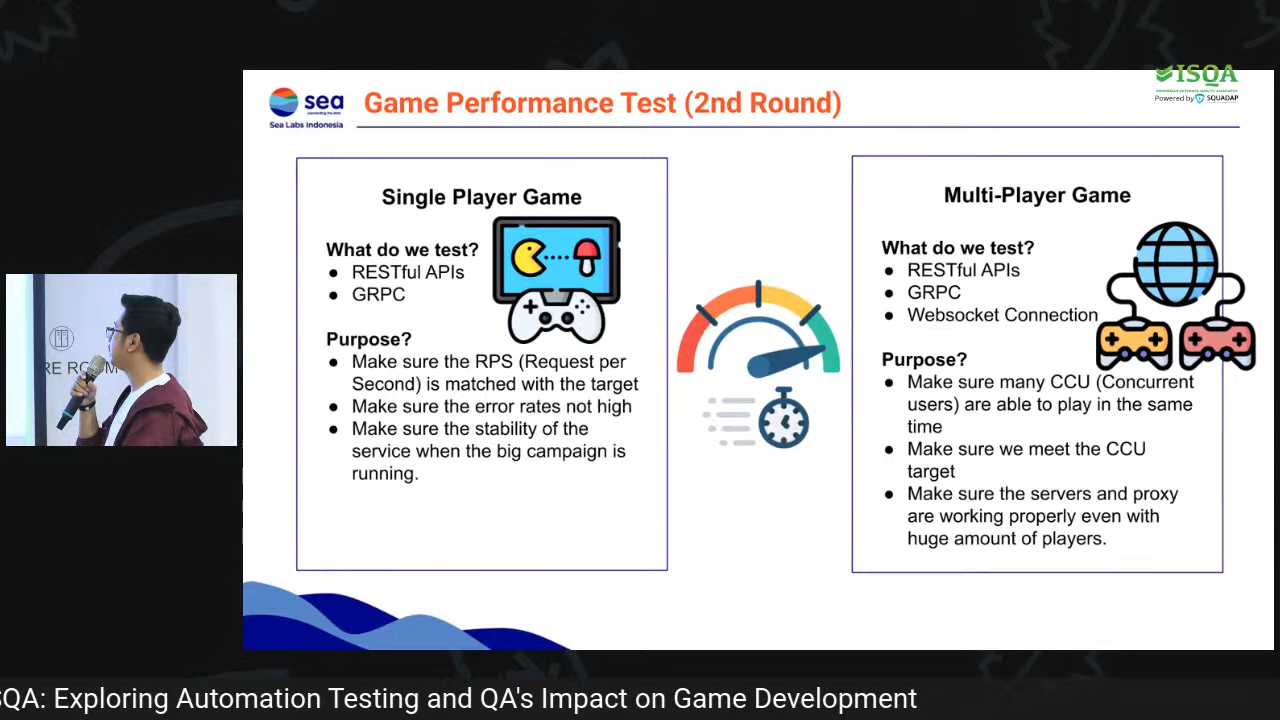 sea
Sea Labs Indonesia
Game Performance Test (2nd Round)
ISQA
Powered by SQUADAP
Single Player Game
What do we test?
● RESTful APIs
● GRPC
Purpose?
● Make sure the RPS (Request per
Second) is matched with the target
● Make sure the error rates not high
● Make sure the stability of the
service when the big campaign is
running.
Multi-Player Game
What do we test?
● RESTful APIs
● GRPC
● Websocket Connection
Purpose?
● Make sure many CCU (Concurrent
users) are able to play in the same
time
● Make sure we meet the CCU
target
● Make sure the servers and proxy
are working properly even with
huge amount of players.
RE ROOM
SQA: Exploring Automation Testing and QA's Impact on Game Development